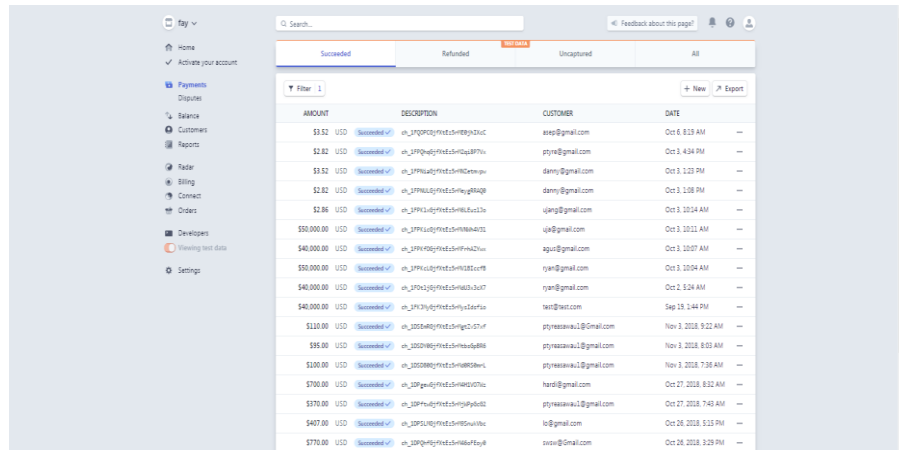 fay
Search...
Feedback about this page?
Home
Activate your account
Payments
Disputes
Balance
Customers
Reports
Radar
Billing
Connect
Orders
Developers
Viewing test data
Settings
TEST DATA
Succeeded Refunded Uncaptured All
Filter 1 + New Export
AMOUNT DESCRIPTION CUSTOMER DATE
$3.52 USD Succeeded asep@gmail.com Oct 6, 8:19 AM
$2.82 USD Succeeded ptyre@gmail.com Oct 3, 4:34 PM
$3.52 USD Succeeded danny@gmail.com Oct 3, 1:23 PM
$2.82 USD Succeeded danny@gmail.com Oct 3, 1:08 PM
$2.86 USD Succeeded ujang@gmail.com Oct 3, 10:14 AM
$50,000.00 USD Succeeded uja@gmail.com Oct 3, 10:11 AM
$40,000.00 USD Succeeded agus@gmail.com Oct 3, 10:07 AM
$50,000.00 USD Succeeded ryan@gmail.com Oct 3, 10:04 AM
$40,000.00 USD Succeeded ryan@gmail.com Oct 2, 5:24 AM
$40,000.00 USD Succeeded test@test.com Sep 19, 1:44 PM
$110.00 USD Succeeded ptyreasawau1@Gmail.com Nov 3, 2018, 9:22 AM
$95.00 USD Succeeded ptyreasawau1@gmail.com Nov 3, 2018, 8:03 AM
$100.00 USD Succeeded ptyreasawau1@gmail.com Nov 3, 2018, 7:36 AM
$700.00 USD Succeeded hardi@gmail.com Oct 27, 2018, 8:32 AM
$370.00 USD Succeeded ptyreasawau1@gmail.com Oct 27, 2018, 7:43 AM
$407.00 USD Succeeded lo@gmail.com Oct 26, 2018, 5:15 PM
$770.00 USD Succeeded swsw@Gmail.com Oct 26, 2018, 3:29 PM